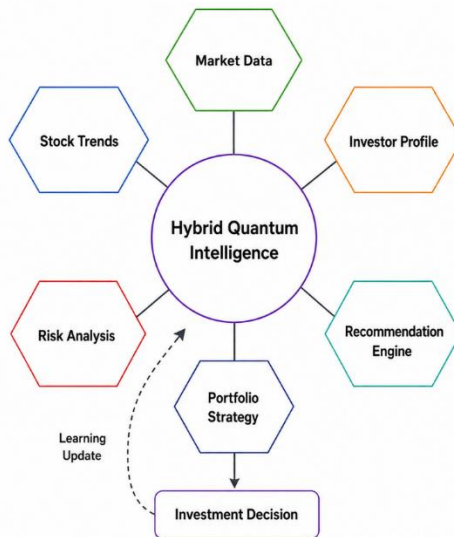 Market Data
Stock Trends
Investor Profile
Hybrid Quantum
Intelligence
Risk Analysis
Recommendation
Engine
Portfolio
Strategy
Learning
Update
Investment Decision